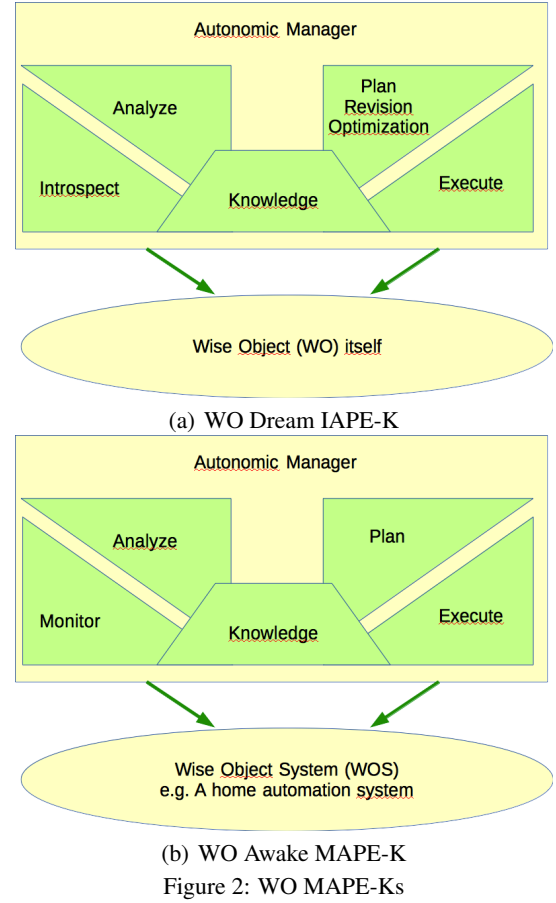 Autonomic Manager
Analyze
Plan
Revision
Optimization
Introspect
Execute
Knowledge
Wise Object (WO) itself
(a) WO Dream IAPE-K
Autonomic Manager
Analyze
Plan
Monitor
Execute
Knowledge
Wise Object System (WOS)
e.g. A home automation system
(b) WO Awake MAPE-K
Figure 2: WO MAPE-Ks